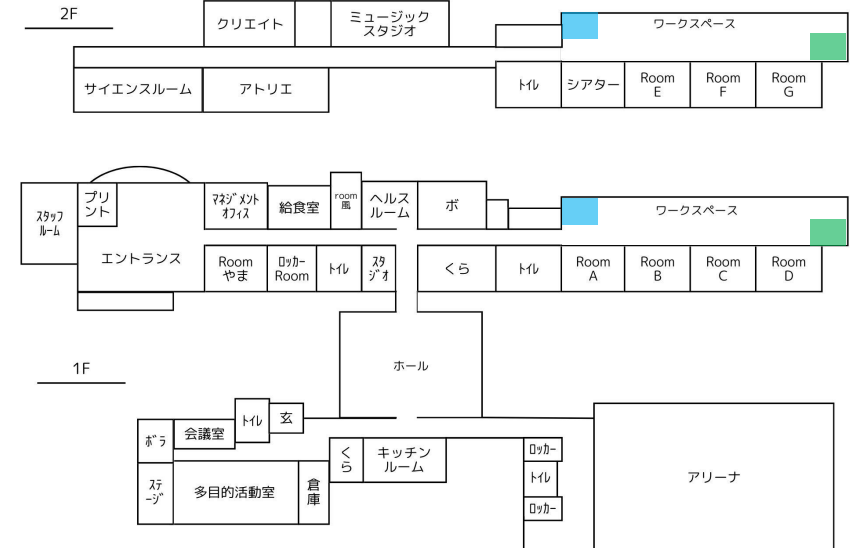 2F
クリエイト
ミュージック
スタジオ
ワークスペース
サイエンスルーム
アトリエ
ﾄｲﾚ
シアター
Room
E
Room
F
Room
G
ｽﾀｯﾌ
ﾙｰﾑ
プリ
ント
エントランス
ﾏﾈｼﾞﾒﾝﾄ
ｵﾌｨｽ
給食室
room
風
ヘルス
ルーム
ボ
ワークスペース
Room
やま
ﾛｯｶｰ
Room
ﾄｲﾚ
ｽﾀ
ｼﾞｵ
くら
ﾄｲﾚ
Room
A
Room
B
Room
C
Room
D
1F
ホール
ﾎﾞﾗ
会議室
ﾄｲﾚ
玄
ｽﾃ
ｰｼﾞ
多目的活動室
倉
庫
く
ら
キッチン
ルーム
ﾛｯｶｰ
ﾄｲﾚ
ﾛｯｶｰ
アリーナ